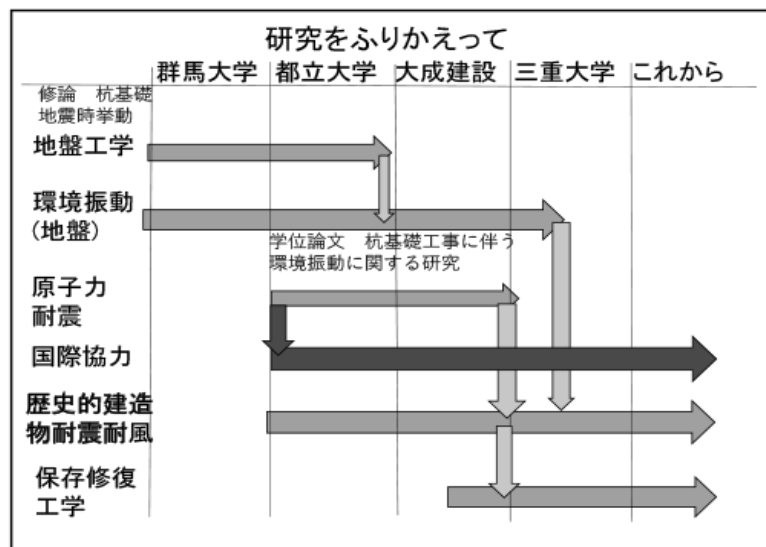 研究をふりかえって
群馬大学 都立大学 大成建設 三重大学 これから
修論 杭基礎
地震時挙動
地盤工学
環境振動
(地盤)
学位論文 杭基礎工事に伴う
環境振動に関する研究
原子力
耐震
国際協力
歴史的建造
物耐震耐風
保存修復
工学